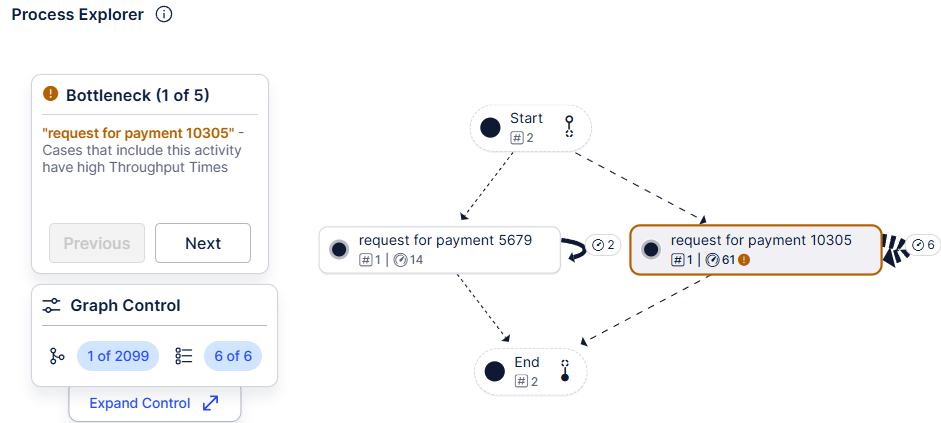 Process Explorer
Bottleneck (1 of 5)
"request for payment 10305" -
Cases that include this activity
have high Throughput Times
Previous
Next
Graph Control
1 of 2099
6 of 6
Expand Control
Start
# 2
request for payment 5679
# 1 | 14
2
request for payment 10305
# 1 | 61
6
End
# 2